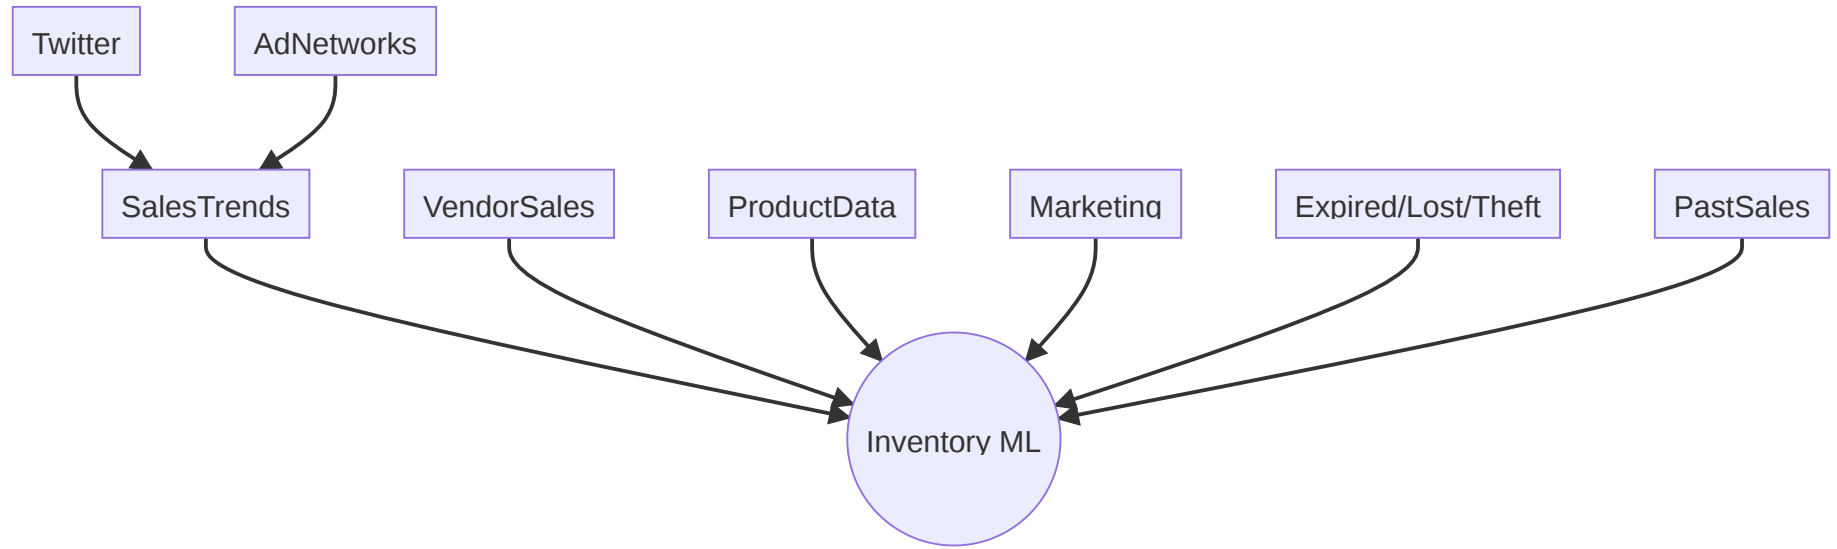 Twitter
AdNetworks
SalesTrends
VendorSales
ProductData
Marketing
Expired/Lost/Theft
PastSales
Inventory ML